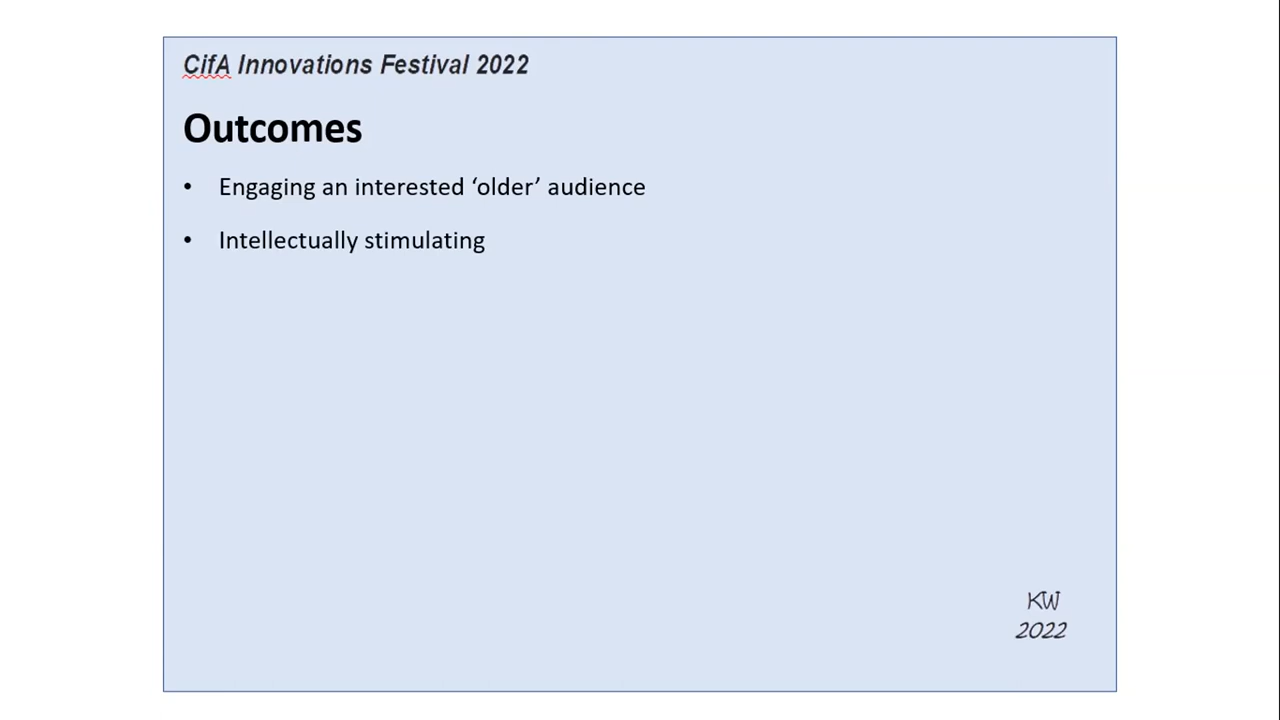 CifA Innovations Festival 2022
Outcomes
• Engaging an interested ‘older’ audience
• Intellectually stimulating
KW
2022